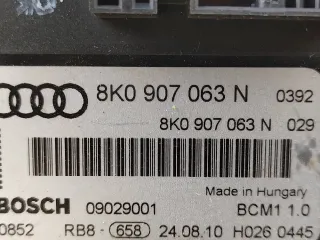 8K0 907 063 N 0392
8K0 907 063 N 029
Made in Hungary
BOSCH 09029001 BCM1 1.0
0852 RB8- 658 24.08.10 H026 0445